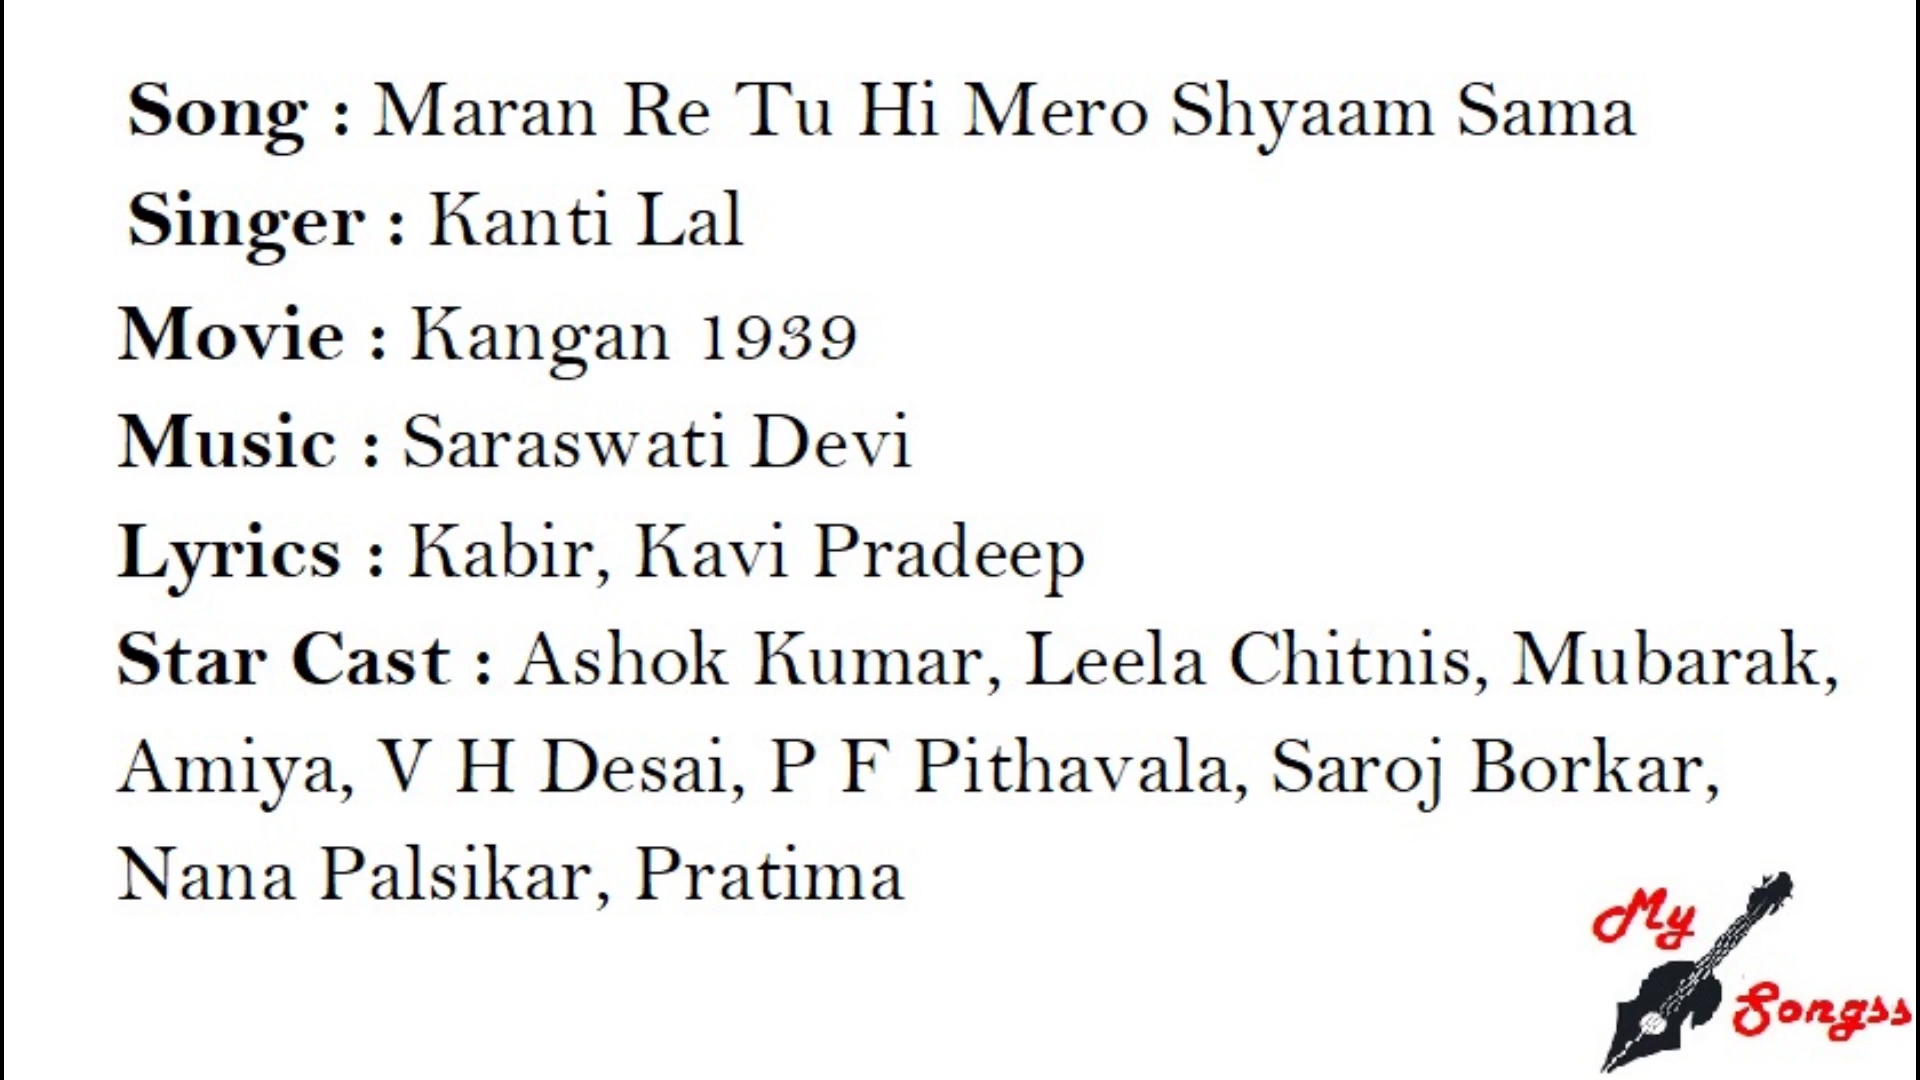 Song : Maran Re Tu Hi Mero Shyaam Sama
Singer : Kanti Lal
Movie : Kangan 1939
Music : Saraswati Devi
Lyrics : Kabir, Kavi Pradeep
Star Cast : Ashok Kumar, Leela Chitnis, Mubarak,
Amiya, V H Desai, P F Pithavala, Saroj Borkar,
Nana Palsikar, Pratima
My
Songss